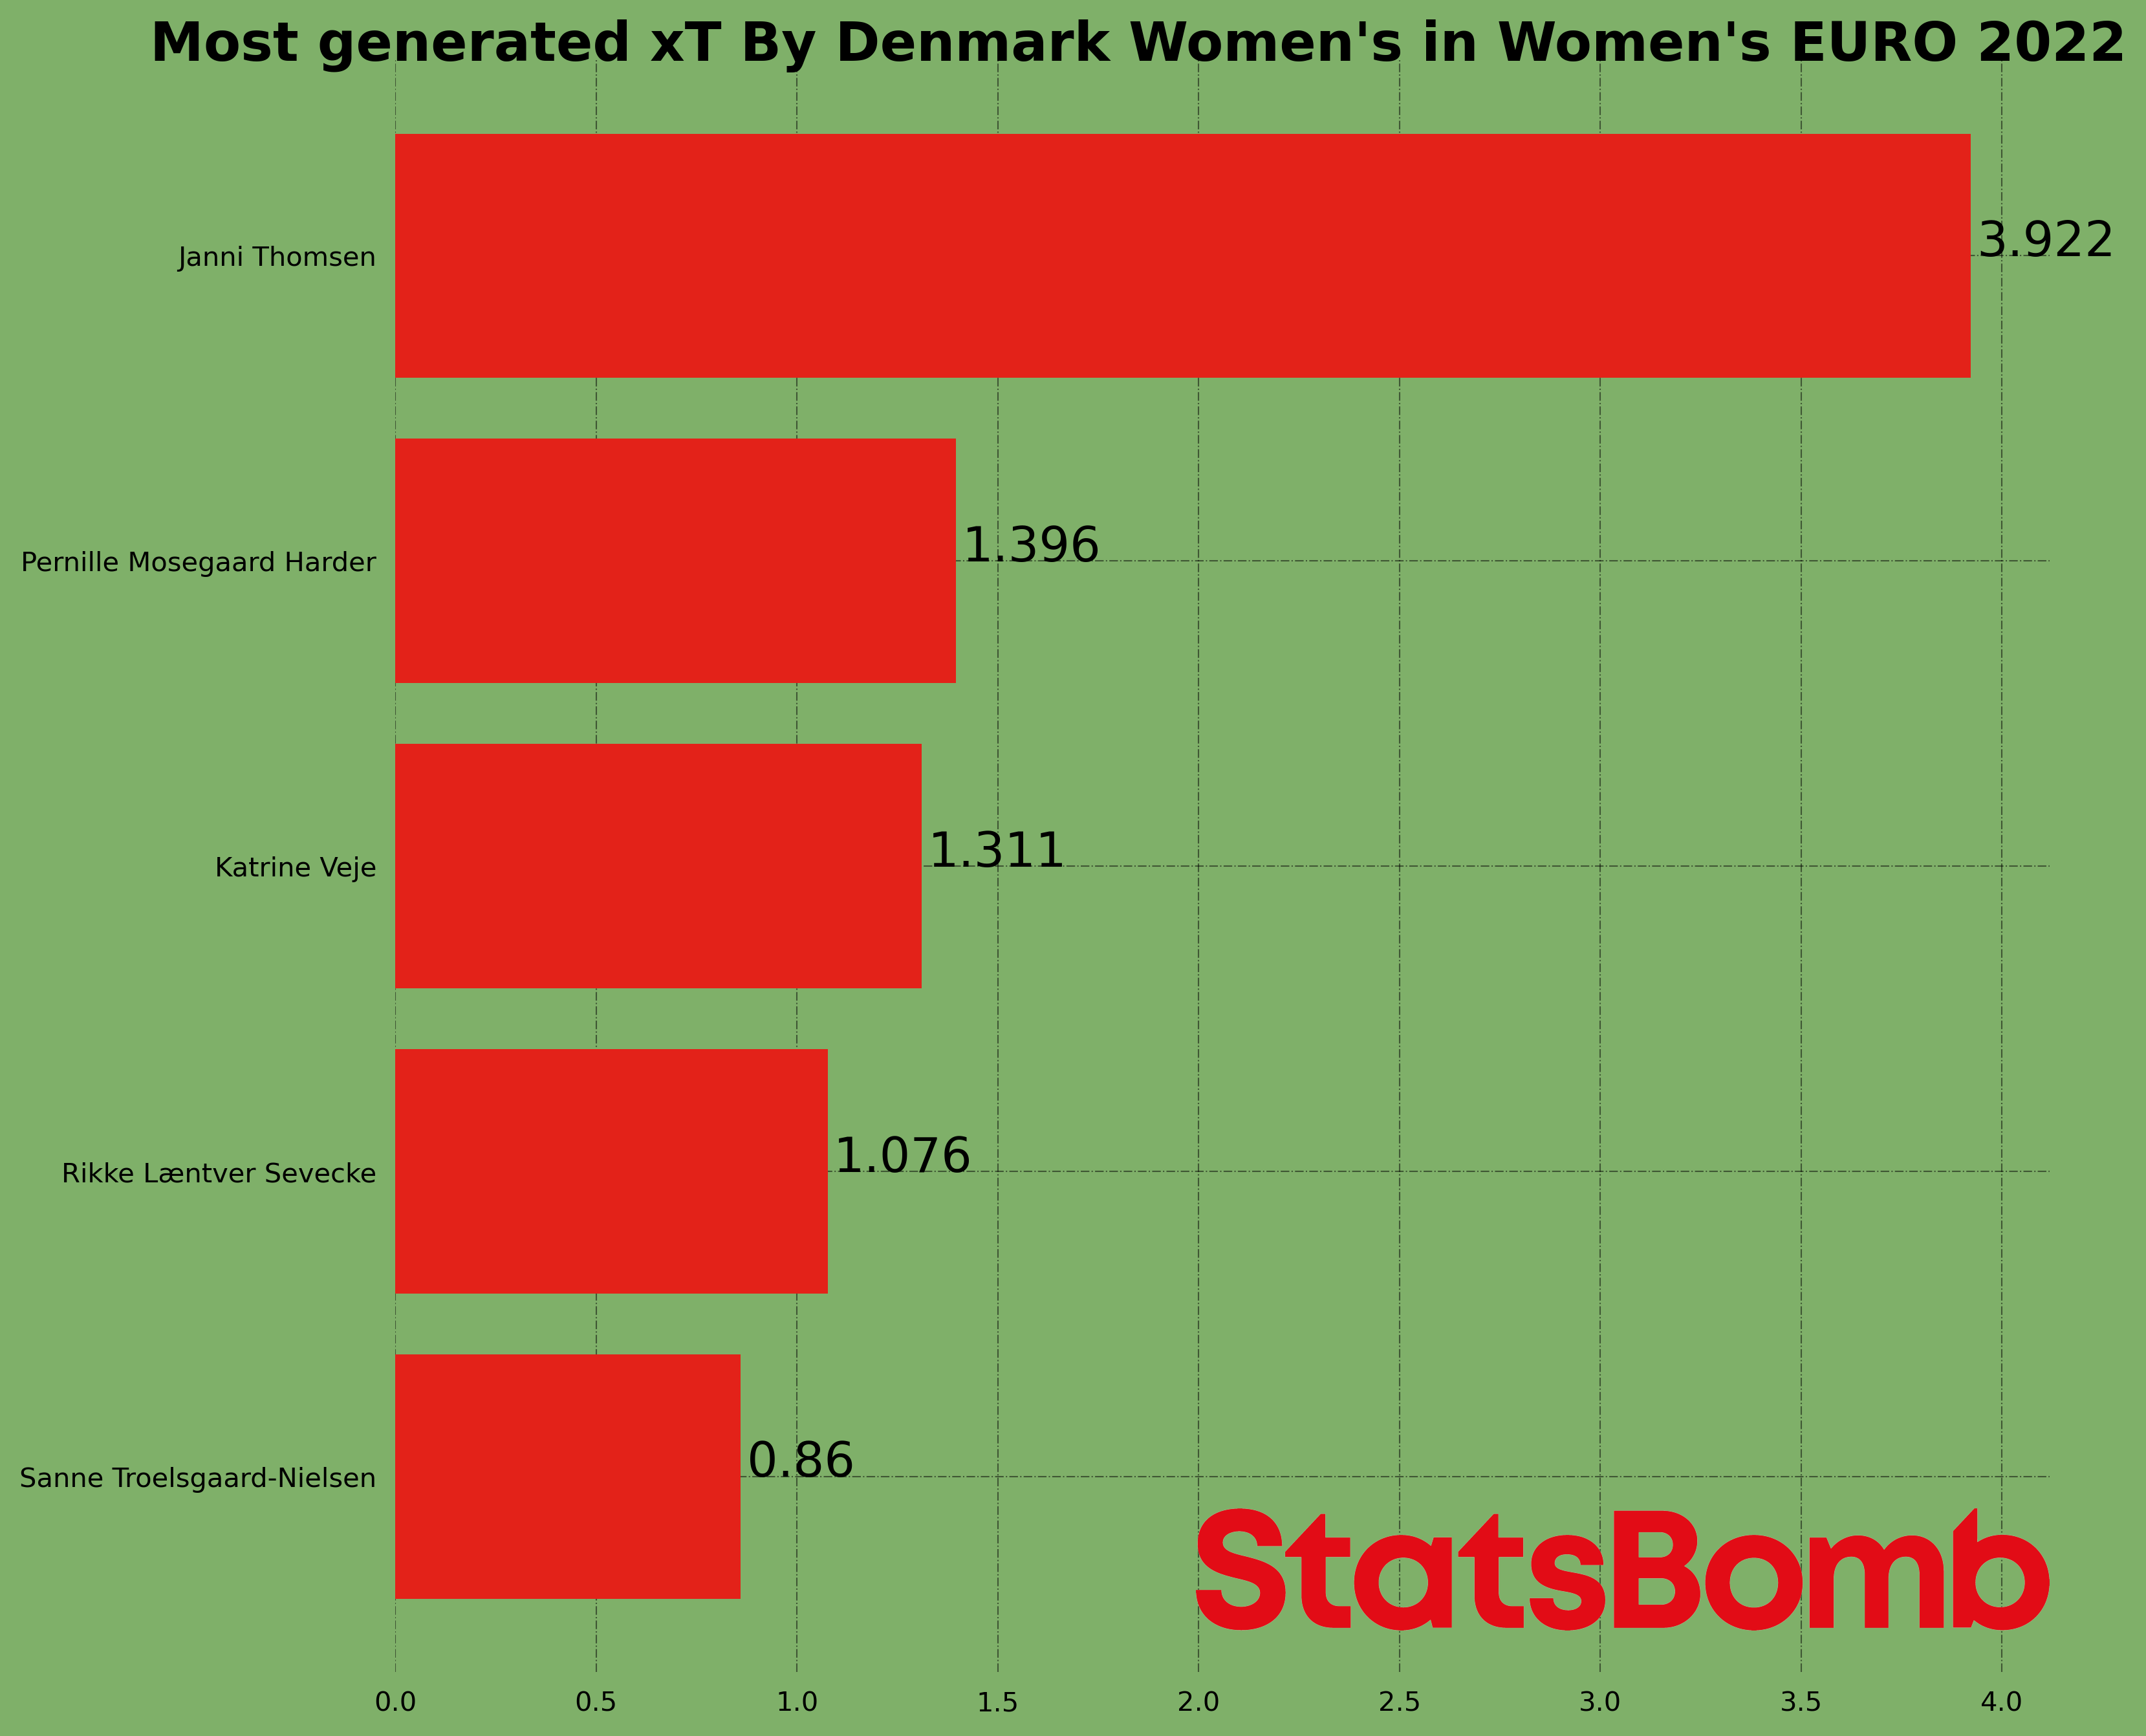 Most generated xT By Denmark Women's in Women's EURO 2022
Janni Thomsen
3.922
Pernille Mosegaard Harder
1.396
Katrine Veje
1.311
Rikke Læntver Sevecke
1.076
Sanne Troelsgaard-Nielsen
0.86
StatsBomb
0.0 0.5 1.0 1.5 2.0 2.5 3.0 3.5 4.0